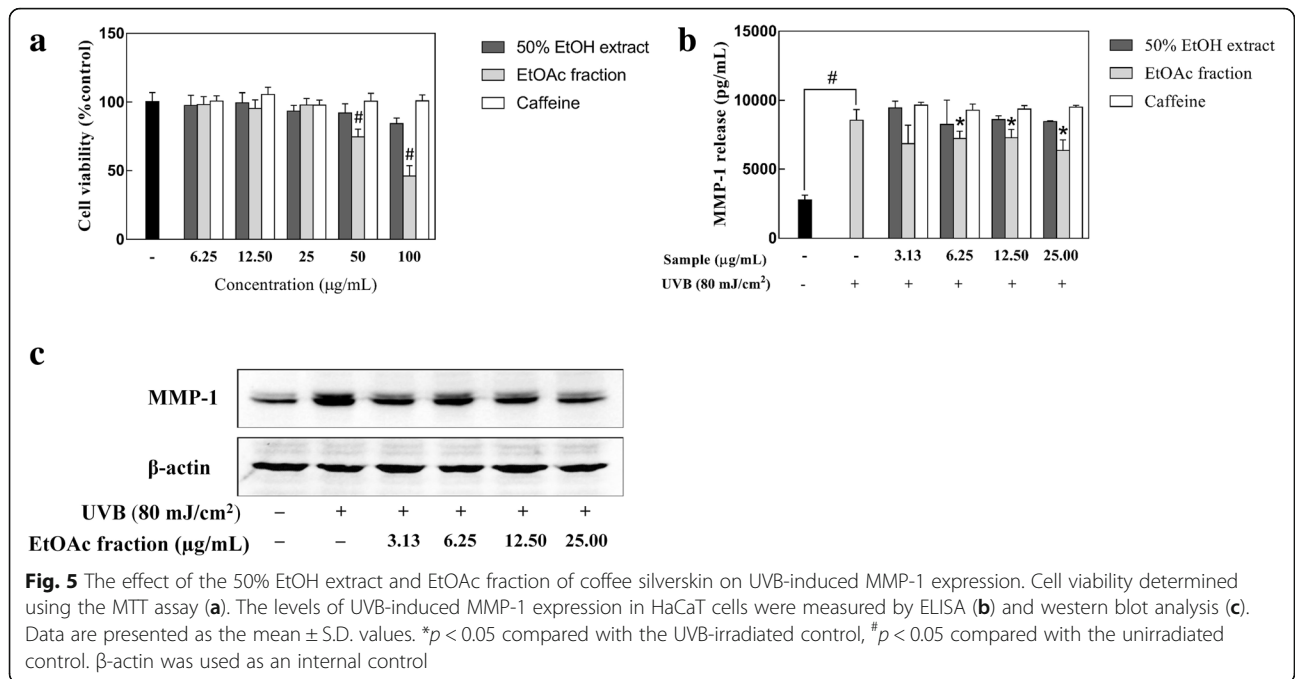 a
150
100
50
0
Cell viability (%control)
# #
- 6.25 12.50 25 50 100
Concentration (μg/mL)
50% EtOH extract
EtOAc fraction
Caffeine
b
15000
10000
5000
0
MMP-1 release (pg/mL)
#
* * *
Sample (μg/mL) - - 3.13 6.25 12.50 25.00
UVB (80 mJ/cm²) - + + + + +
50% EtOH extract
EtOAc fraction
Caffeine
c
MMP-1
β-actin
UVB (80 mJ/cm²) – + + + + +
EtOAc fraction (μg/mL) – – 3.13 6.25 12.50 25.00
Fig. 5 The effect of the 50% EtOH extract and EtOAc fraction of coffee silverskin on UVB-induced MMP-1 expression. Cell viability determined
using the MTT assay (a). The levels of UVB-induced MMP-1 expression in HaCaT cells were measured by ELISA (b) and western blot analysis (c).
Data are presented as the mean ± S.D. values. *p < 0.05 compared with the UVB-irradiated control, #p < 0.05 compared with the unirradiated
control. β-actin was used as an internal control